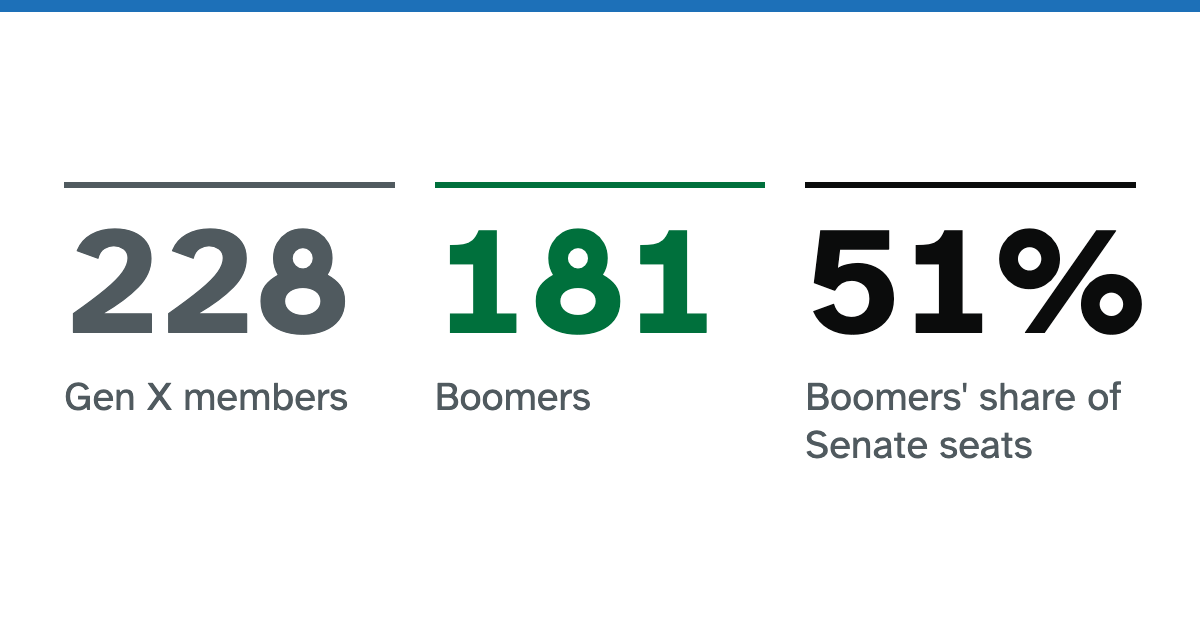 228
Gen X members
181
Boomers
51%
Boomers' share of
Senate seats